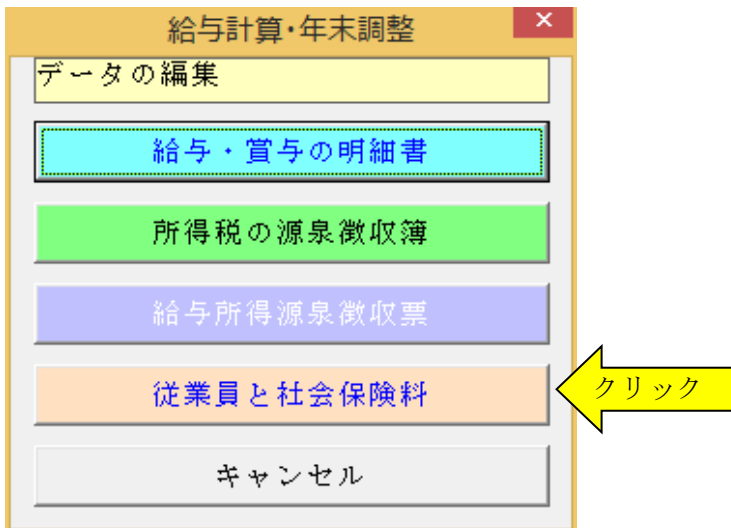 給与計算・年末調整
×
データの編集
給与・賞与の明細書
所得税の源泉徴収簿
給与所得源泉徴収票
従業員と社会保険料
クリック
キャンセル